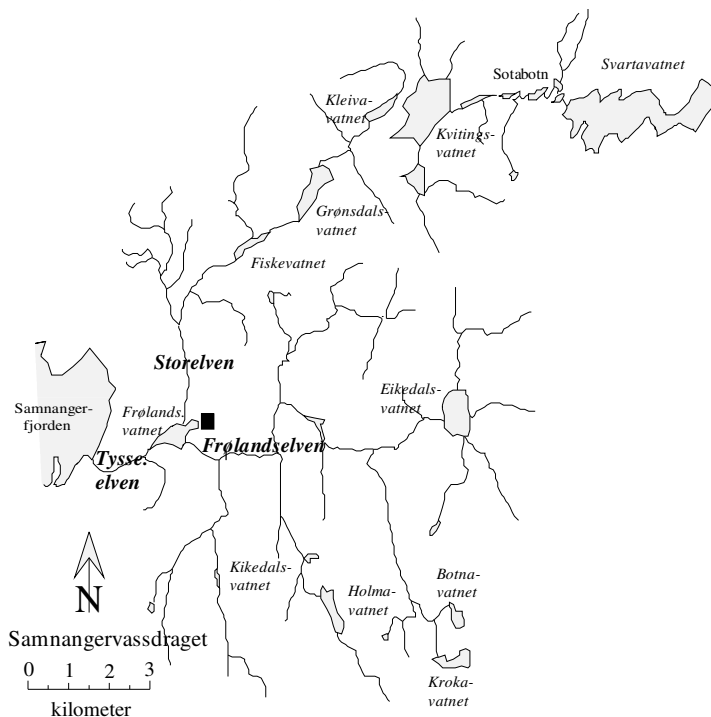 Sotabotn
Svartavatnet
Kleiva-
vatnet
Kvitings-
vatnet
Grønsdals-
vatnet
Fiskevatnet
Storelven
Samnanger-
fjorden
Frølands.
vatnet
Eikedals-
vatnet
Frølandselven
Tysse.
elven
N
Kikedals-
vatnet
Holma-
vatnet
Botna-
vatnet
Kroka-
vatnet
Samnangervassdraget
0 1 2 3
kilometer